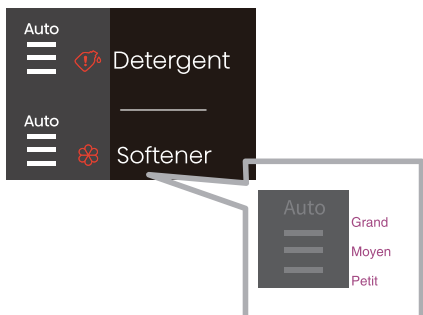 Auto
Detergent
Auto
Softener
Auto
Grand
Moyen
Petit